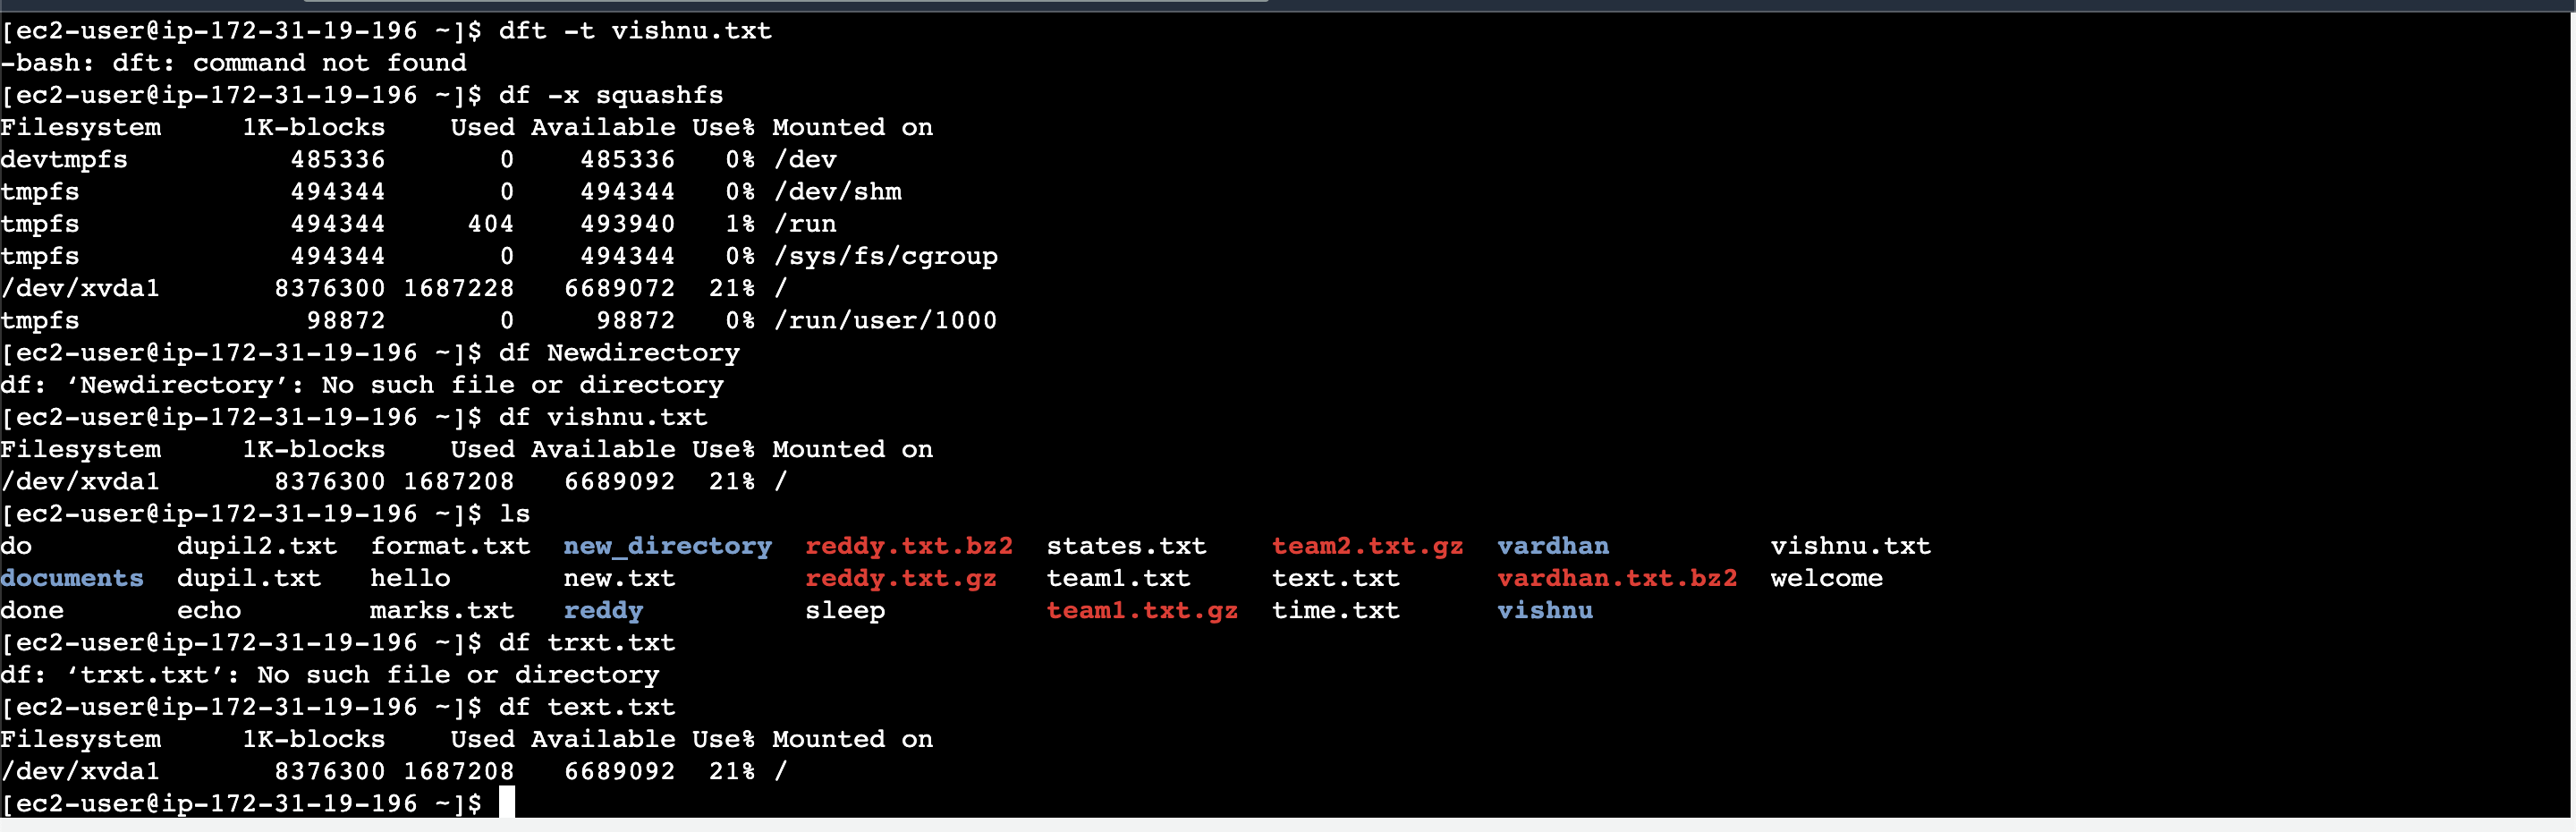 [ec2-user@ip-172-31-19-196 ~]$ dft -t vishnu.txt
-bash: dft: command not found
[ec2-user@ip-172-31-19-196 ~]$ df -x squashfs
Filesystem     1K-blocks    Used Available Use% Mounted on
devtmpfs          485336       0    485336   0% /dev
tmpfs             494344       0    494344   0% /dev/shm
tmpfs             494344     404    493940   1% /run
tmpfs             494344       0    494344   0% /sys/fs/cgroup
/dev/xvda1       8376300 1687228   6689072  21% /
tmpfs              98872       0     98872   0% /run/user/1000
[ec2-user@ip-172-31-19-196 ~]$ df Newdirectory
df: ‘Newdirectory’: No such file or directory
[ec2-user@ip-172-31-19-196 ~]$ df vishnu.txt
Filesystem     1K-blocks    Used Available Use% Mounted on
/dev/xvda1       8376300 1687208   6689092  21% /
[ec2-user@ip-172-31-19-196 ~]$ ls
do         dupil2.txt  format.txt  new_directory  reddy.txt.bz2  states.txt    team2.txt.gz  vardhan          vishnu.txt
documents  dupil.txt   hello       new.txt        reddy.txt.gz   team1.txt     text.txt      vardhan.txt.bz2  welcome
done       echo        marks.txt   reddy          sleep          team1.txt.gz  time.txt      vishnu
[ec2-user@ip-172-31-19-196 ~]$ df trxt.txt
df: ‘trxt.txt’: No such file or directory
[ec2-user@ip-172-31-19-196 ~]$ df text.txt
Filesystem     1K-blocks    Used Available Use% Mounted on
/dev/xvda1       8376300 1687208   6689092  21% /
[ec2-user@ip-172-31-19-196 ~]$